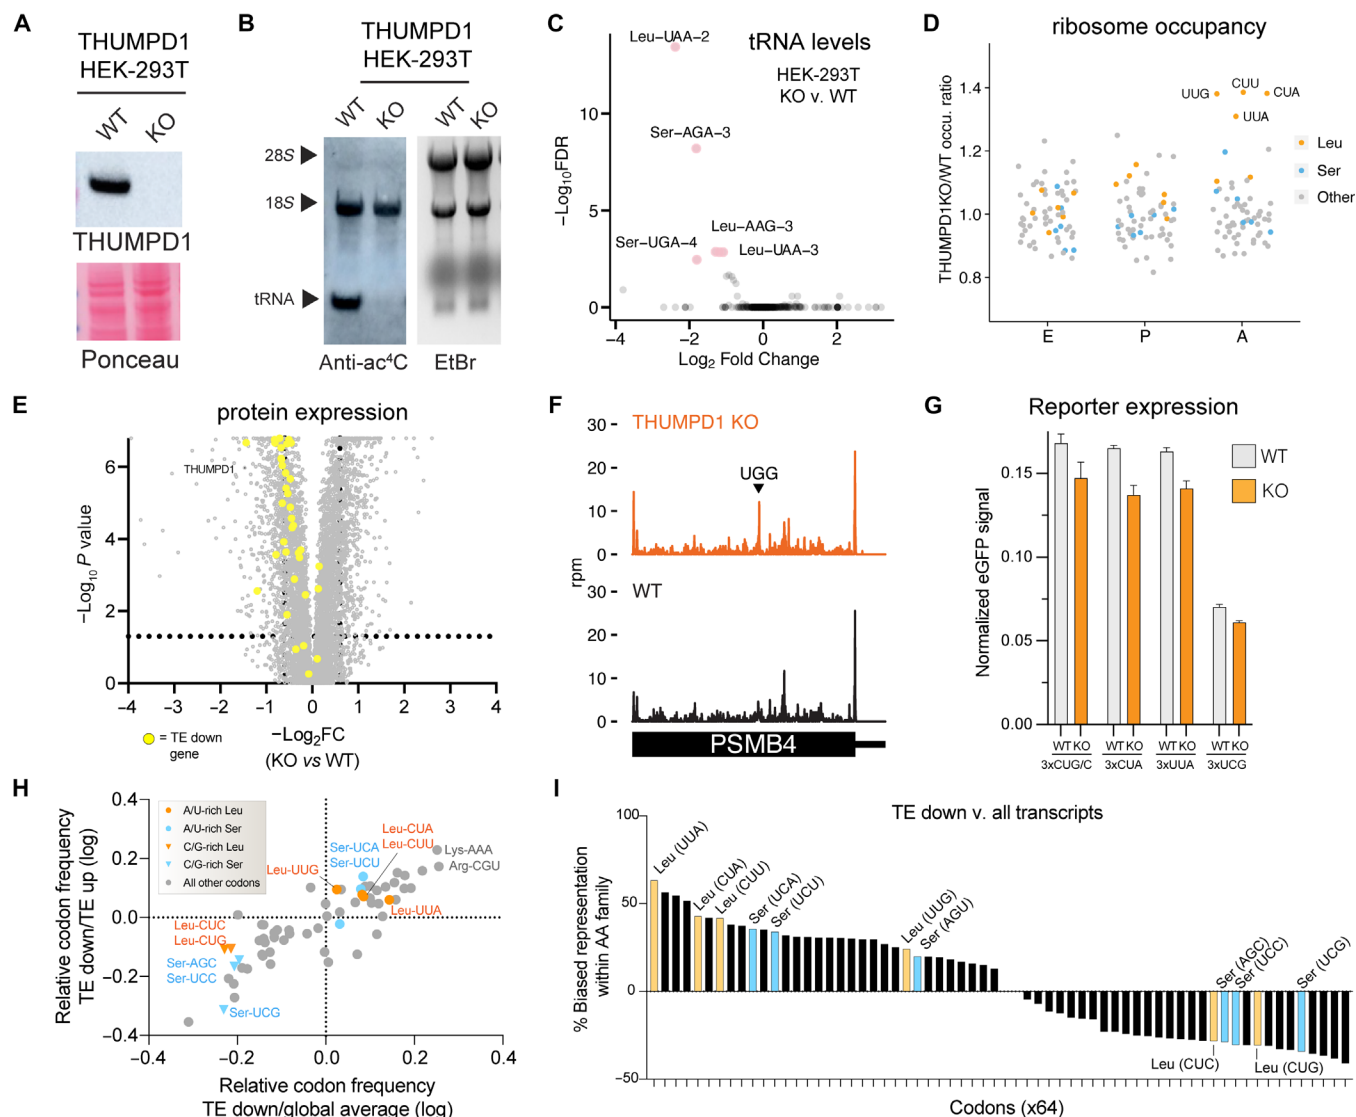 A
THUMPD1
HEK-293T
WT
KO
THUMPD1
Ponceau
B
THUMPD1
HEK-293T
WT
KO
WT
KO
28S
18S
tRNA
Anti-ac⁴C
EtBr
C
tRNA levels
HEK-293T
KO v. WT
Leu–UAA–2
Ser–AGA–3
Leu–AAG–3
Ser–UGA–4
Leu–UAA–3
−Log₁₀FDR
10
5
0
−4
−2
0
2
Log₂ Fold Change
D
ribosome occupancy
THUMPD1KO/WT occu. ratio
1.4
1.2
1.0
0.8
UUG
CUU
CUA
UUA
Leu
Ser
Other
E
P
A
E
protein expression
−Log₁₀ P value
6
4
2
0
THUMPD1
−4
−3
−2
−1
0
1
2
3
4
= TE down
gene
−Log₂FC
(KO vs WT)
F
30
20
10
0
THUMPD1 KO
UGG
rpm
30
20
10
0
WT
PSMB4
G
Reporter expression
Normalized eGFP signal
0.15
0.10
0.05
0.00
WT
KO
WT KO
WT KO
WT KO
WT KO
3xCUG/C
3xCUA
3xUUA
3xUCG
H
Relative codon frequency
TE down/TE up (log)
0.4
0.2
0.0
−0.2
−0.4
A/U-rich Leu
A/U-rich Ser
C/G-rich Leu
C/G-rich Ser
All other codons
Leu-CUA
Leu-CUU
Ser-UCA
Ser-UCU
Lys-AAA
Arg-CGU
Leu-UUG
Leu-UUA
Leu-CUC
Leu-CUG
Ser-AGC
Ser-UCC
Ser-UCG
−0.4
−0.2
0.0
0.2
0.4
Relative codon frequency
TE down/global average (log)
I
TE down v. all transcripts
% Biased representation
within AA family
100
50
0
−50
Leu (UUA)
Leu (CUA)
Leu (CUU)
Ser (UCA)
Ser (UCU)
Leu (UUG)
Ser (AGU)
Ser (AGC)
Ser (UCC)
Ser (UCG)
Leu (CUC)
Leu (CUG)
Codons (x64)